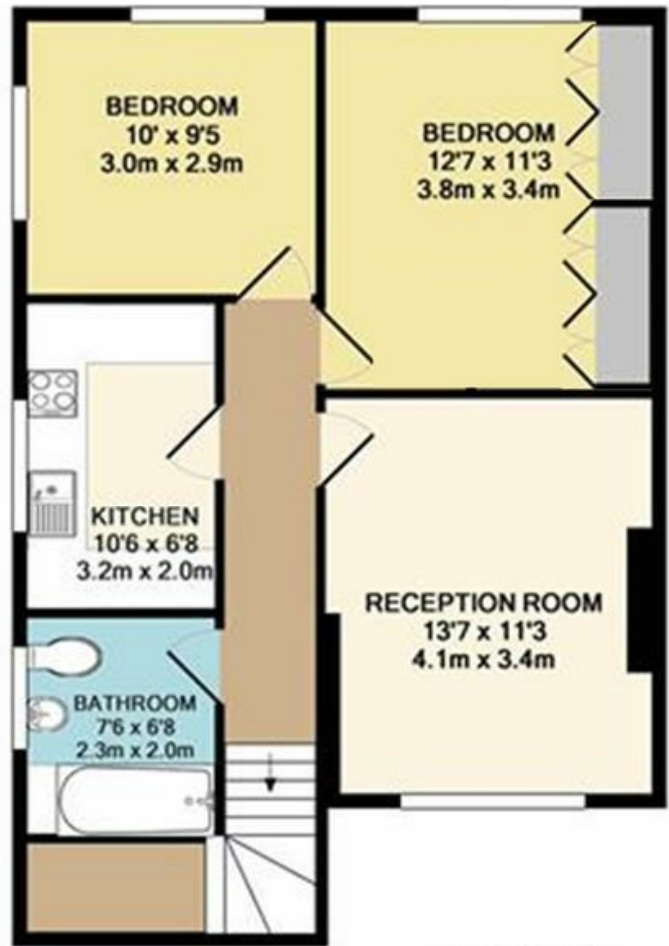 BEDROOM
10' x 9'5
3.0m x 2.9m
BEDROOM
12'7 x 11'3
3.8m x 3.4m
KITCHEN
10'6 x 6'8
3.2m x 2.0m
RECEPTION ROOM
13'7 x 11'3
4.1m x 3.4m
BATHROOM
7'6 x 6'8
2.3m x 2.0m